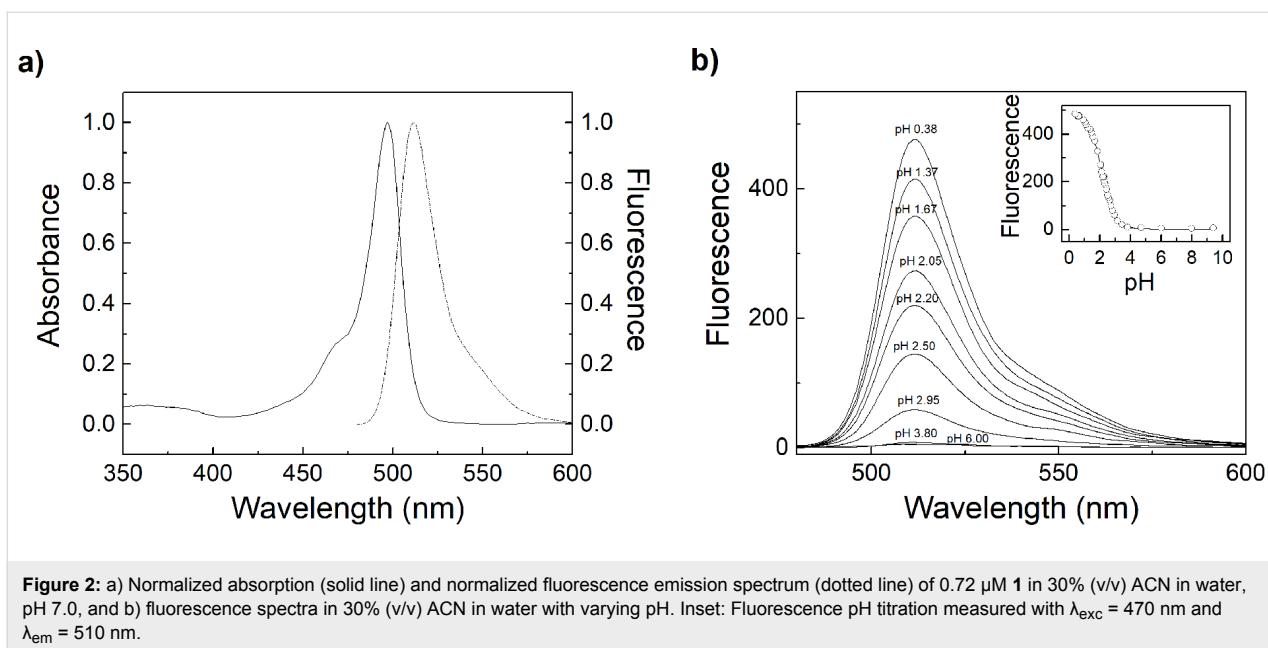 a)
b)
1.0
0.8
0.6
0.4
0.2
0.0
Absorbance
350 400 450 500 550 600
Wavelength (nm)
1.0
0.8
0.6
0.4
0.2
0.0
Fluorescence
400
200
0
Fluorescence
500 550 600
Wavelength (nm)
pH 0.38
pH 1.37
pH 1.67
pH 2.05
pH 2.20
pH 2.50
pH 2.95
pH 3.80
pH 6.00
400
200
0
Fluorescence
0 2 4 6 8 10
pH
Figure 2: a) Normalized absorption (solid line) and normalized fluorescence emission spectrum (dotted line) of 0.72 µM 1 in 30% (v/v) ACN in water,
pH 7.0, and b) fluorescence spectra in 30% (v/v) ACN in water with varying pH. Inset: Fluorescence pH titration measured with λexc = 470 nm and
λem = 510 nm.